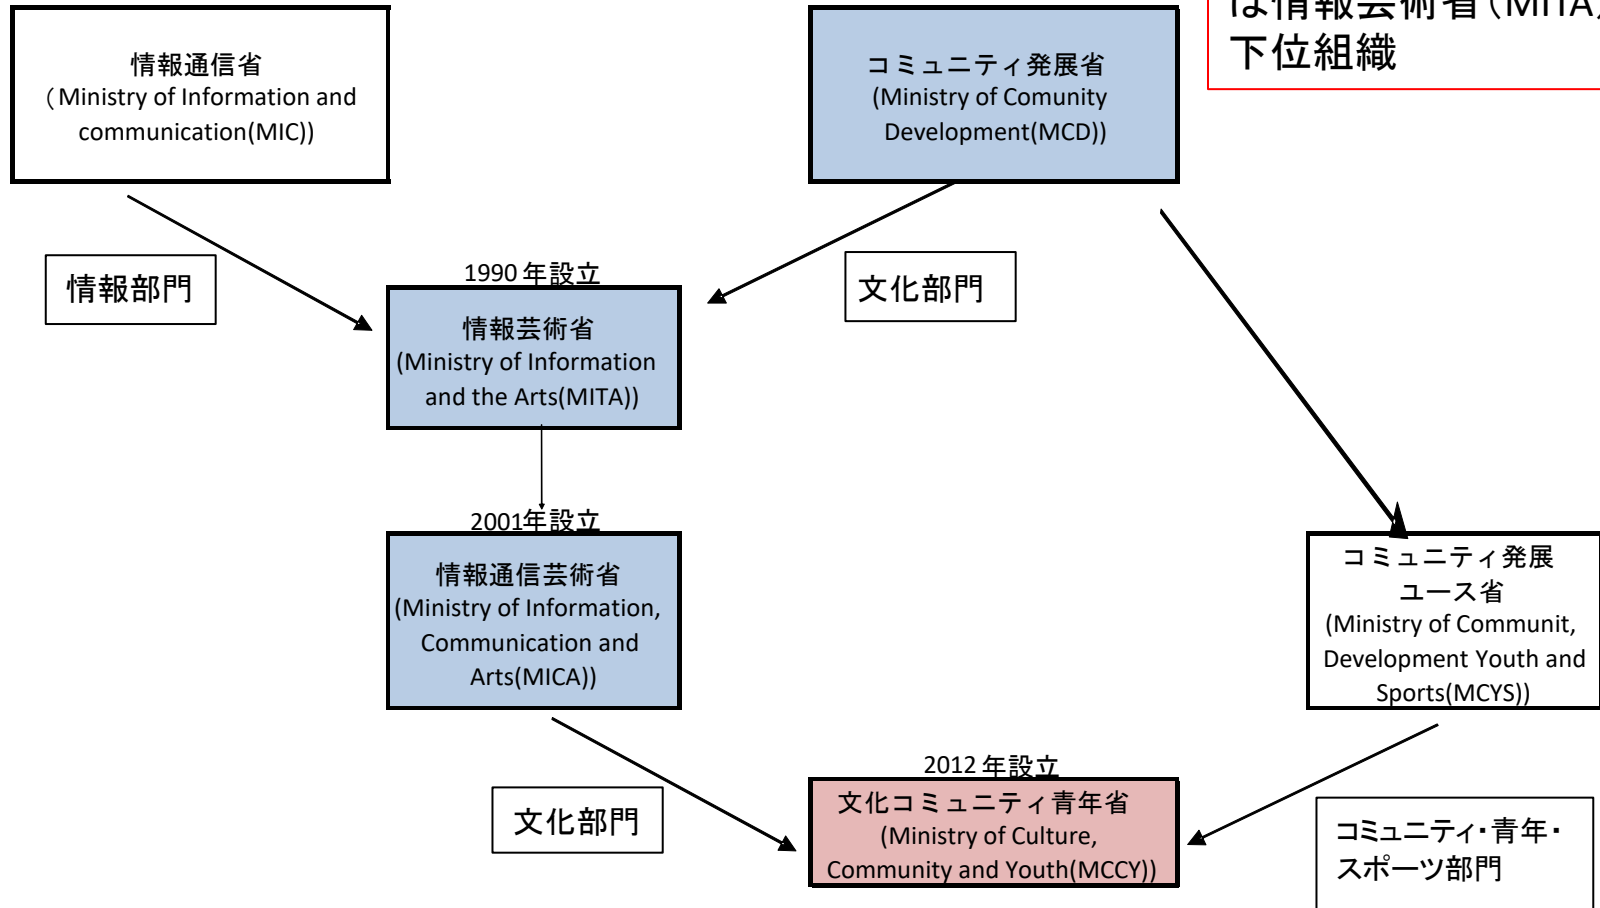 は情報芸術省(MITA)
下位組織
情報通信省
(Ministry of Information and
communication(MIC))
コミュニティ発展省
(Ministry of Comunity
Development(MCD))
情報部門
文化部門
1990 年設立
情報芸術省
(Ministry of Information
and the Arts(MITA))
2001年設立
情報通信芸術省
(Ministry of Information,
Communication and
Arts(MICA))
コミュニティ発展
ユース省
(Ministry of Communit,
Development Youth and
Sports(MCYS))
文化部門
2012 年設立
文化コミュニティ青年省
(Ministry of Culture,
Community and Youth(MCCY))
コミュニティ・青年・
スポーツ部門